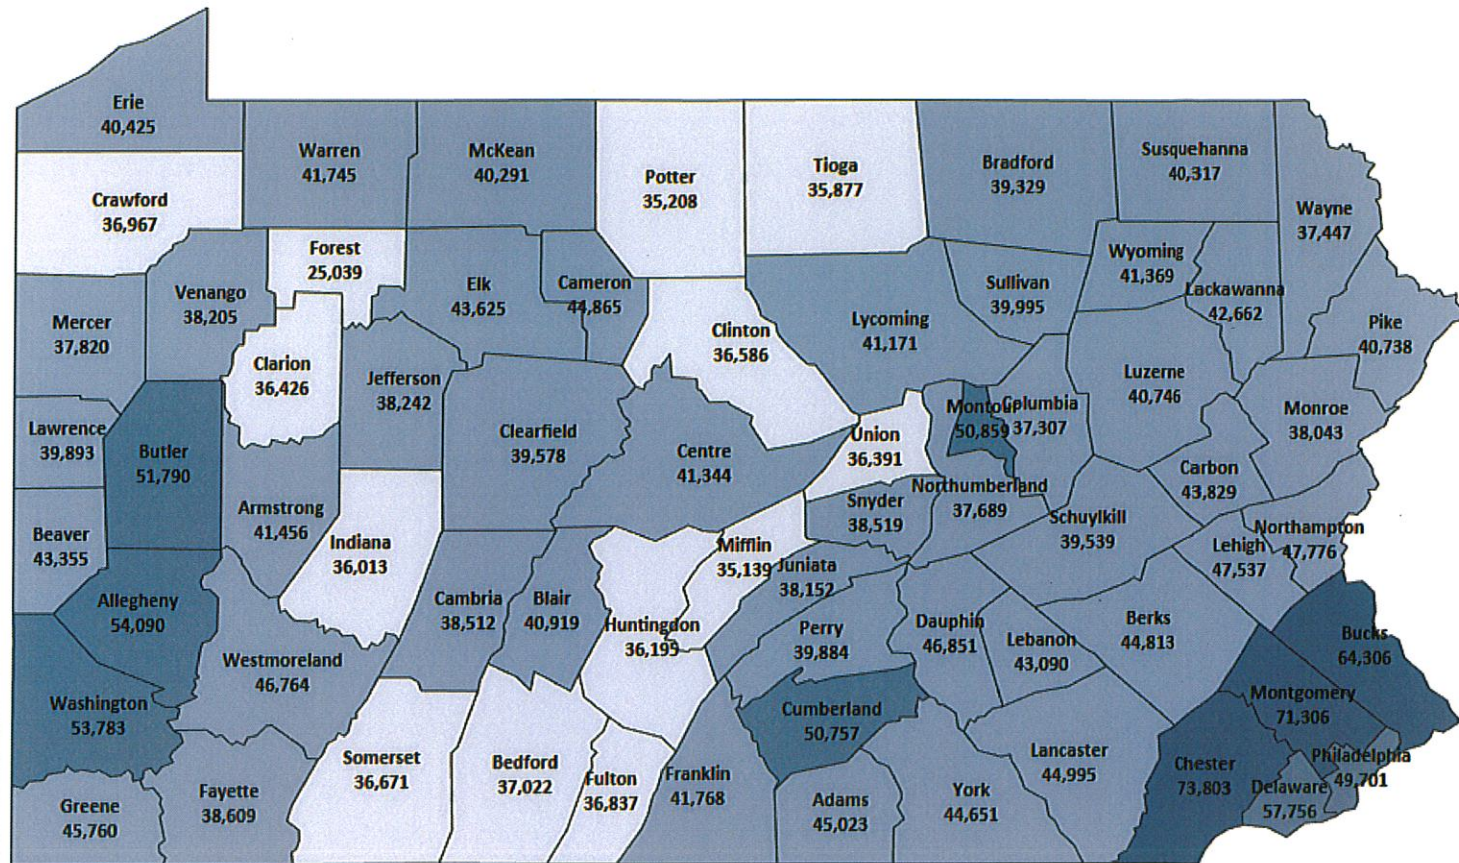 Erie
40,425
Warren
41,745
McKean
40,291
Potter
35,208
Tioga
35,877
Bradford
39,329
Susquehanna
40,317
Wayne
37,447
Crawford
36,967
Forest
25,039
Venango
38,205
Elk
43,625
Cameron
44,865
Clinton
36,586
Lycoming
41,171
Sullivan
39,995
Wyoming
41,369
Lackawanna
42,662
Pike
40,738
Mercer
37,820
Clarion
36,426
Jefferson
38,242
Clearfield
39,578
Centre
41,344
Union
36,391
Montour
50,859
Columbia
37,307
Luzerne
40,746
Monroe
38,043
Lawrence
39,893
Butler
51,790
Armstrong
41,456
Indiana
36,013
Snyder
38,519
Northumberland
37,689
Schuylkill
39,539
Carbon
43,829
Lehigh
47,537
Northampton
47,776
Beaver
43,355
Allegheny
54,090
Westmoreland
46,764
Cambria
38,512
Blair
40,919
Huntingdon
36,195
Mifflin
35,139
Juniata
38,152
Perry
39,884
Dauphin
46,851
Lebanon
43,090
Berks
44,813
Bucks
64,306
Montgomery
71,306
Washington
53,783
Greene
45,760
Fayette
38,609
Somerset
36,671
Bedford
37,022
Fulton
36,837
Franklin
41,768
Cumberland
50,757
Adams
45,023
York
44,651
Lancaster
44,995
Chester
73,803
Delaware
57,756
Philadelphia
49,701